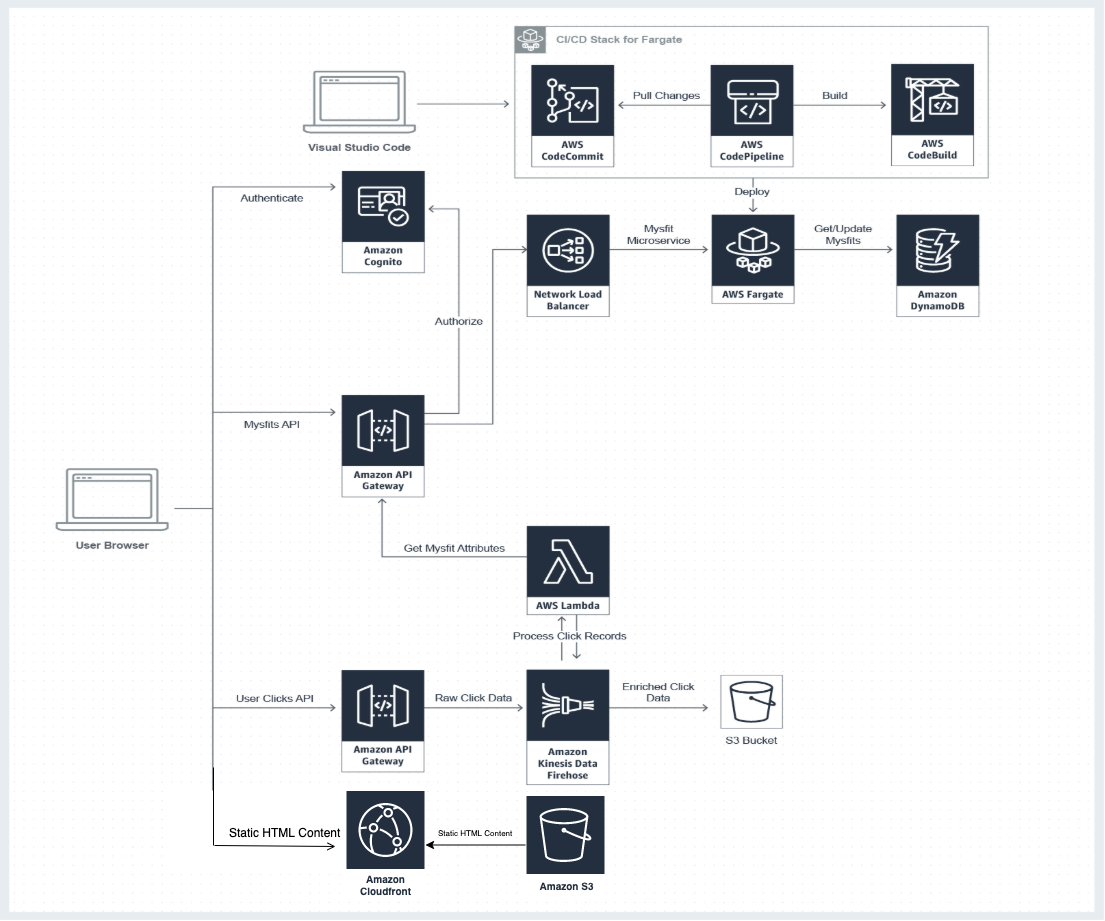 CI/CD Stack for Fargate
Pull Changes
Build
AWS
CodeCommit
AWS
CodePipeline
AWS
CodeBuild
Visual Studio Code
Deploy
Authenticate
Amazon
Cognito
Mysfit
Microservice
Get/Update
Mysfits
Network Load
Balancer
AWS Fargate
Amazon
DynamoDB
Authorize
Mysfits API
Amazon API
Gateway
User Browser
Get Mysfit Attributes
AWS Lambda
Process Click Records
User Clicks API
Raw Click Data
Enriched Click
Data
Amazon API
Gateway
Amazon
Kinesis Data
Firehose
S3 Bucket
Static HTML Content
Static HTML Content
Amazon
Cloudfront
Amazon S3